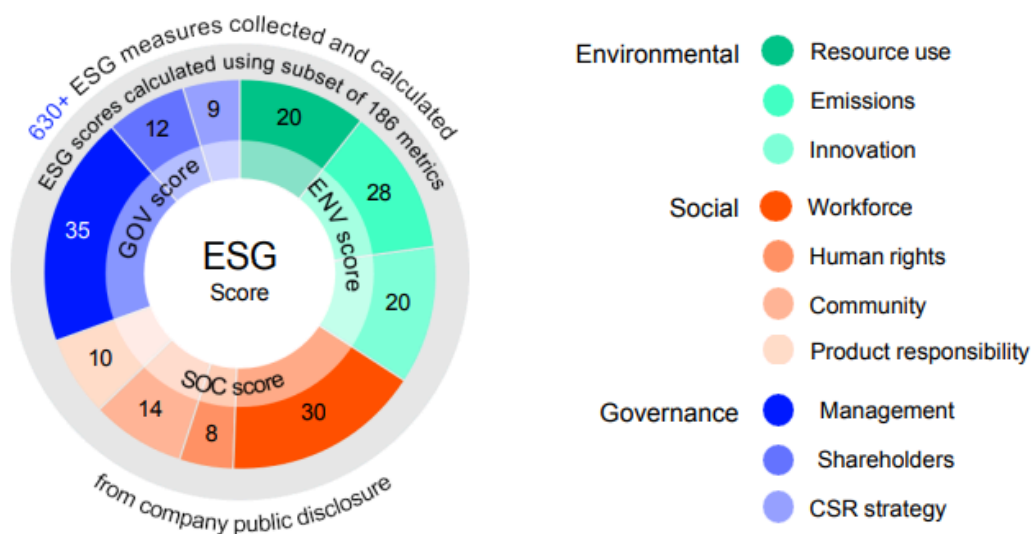 630+ ESG measures collected and calculated
ESG scores calculated using subset of 186 metrics
from company public disclosure
GOV score
ENV score
SOC score
ESG
Score
20
28
20
30
8
14
10
35
12
9
Environmental
Resource use
Emissions
Innovation
Social
Workforce
Human rights
Community
Product responsibility
Governance
Management
Shareholders
CSR strategy